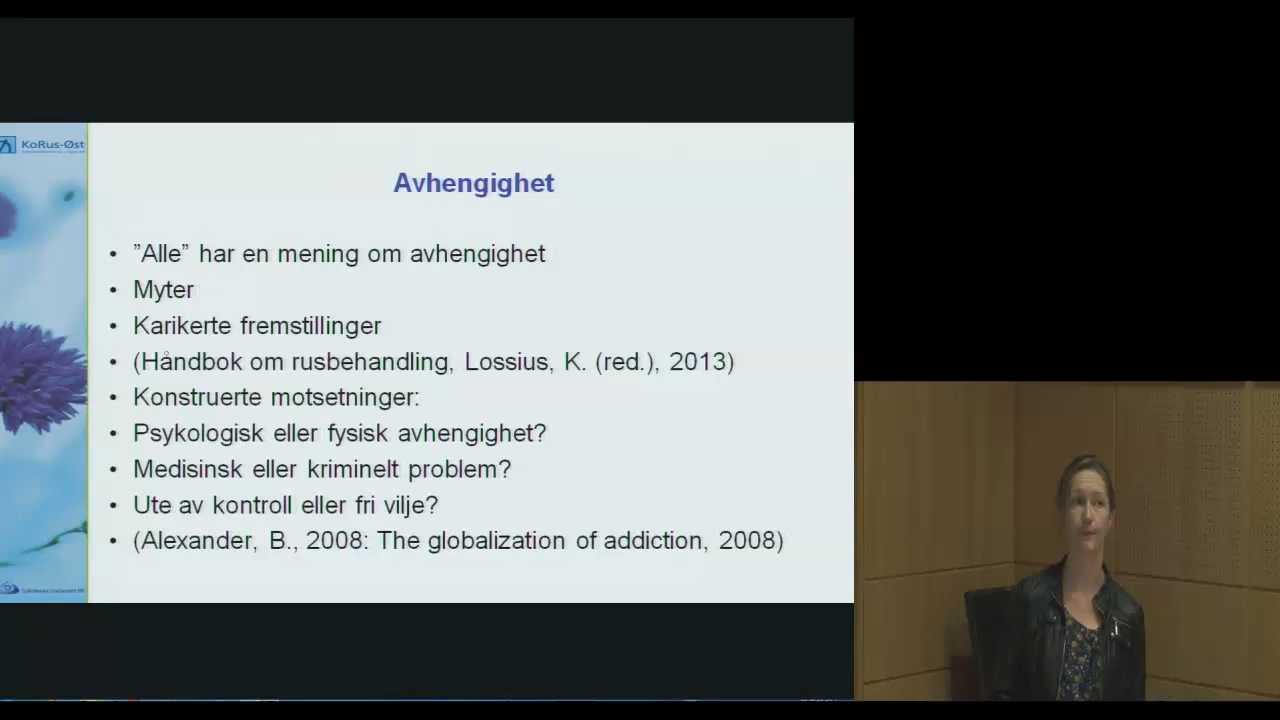 KoRus-Øst
Avhengighet
• ”Alle” har en mening om avhengighet
• Myter
• Karikerte fremstillinger
• (Håndbok om rusbehandling, Lossius, K. (red.), 2013)
• Konstruerte motsetninger:
• Psykologisk eller fysisk avhengighet?
• Medisinsk eller kriminelt problem?
• Ute av kontroll eller fri vilje?
• (Alexander, B., 2008: The globalization of addiction, 2008)